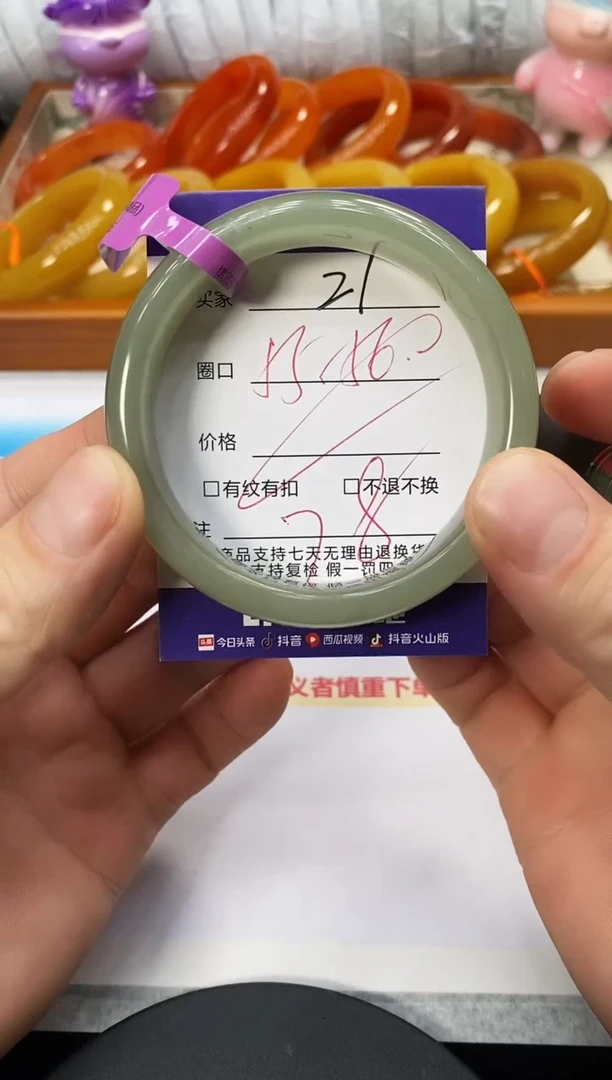 买家 21
圈口 55.56
价格
□有纹有扣 □不退不换
注
78
商品支持七天无理由退换货
支持复检 假一罚四
今日头条 抖音 西瓜视频 抖音火山版
义者慎重下单